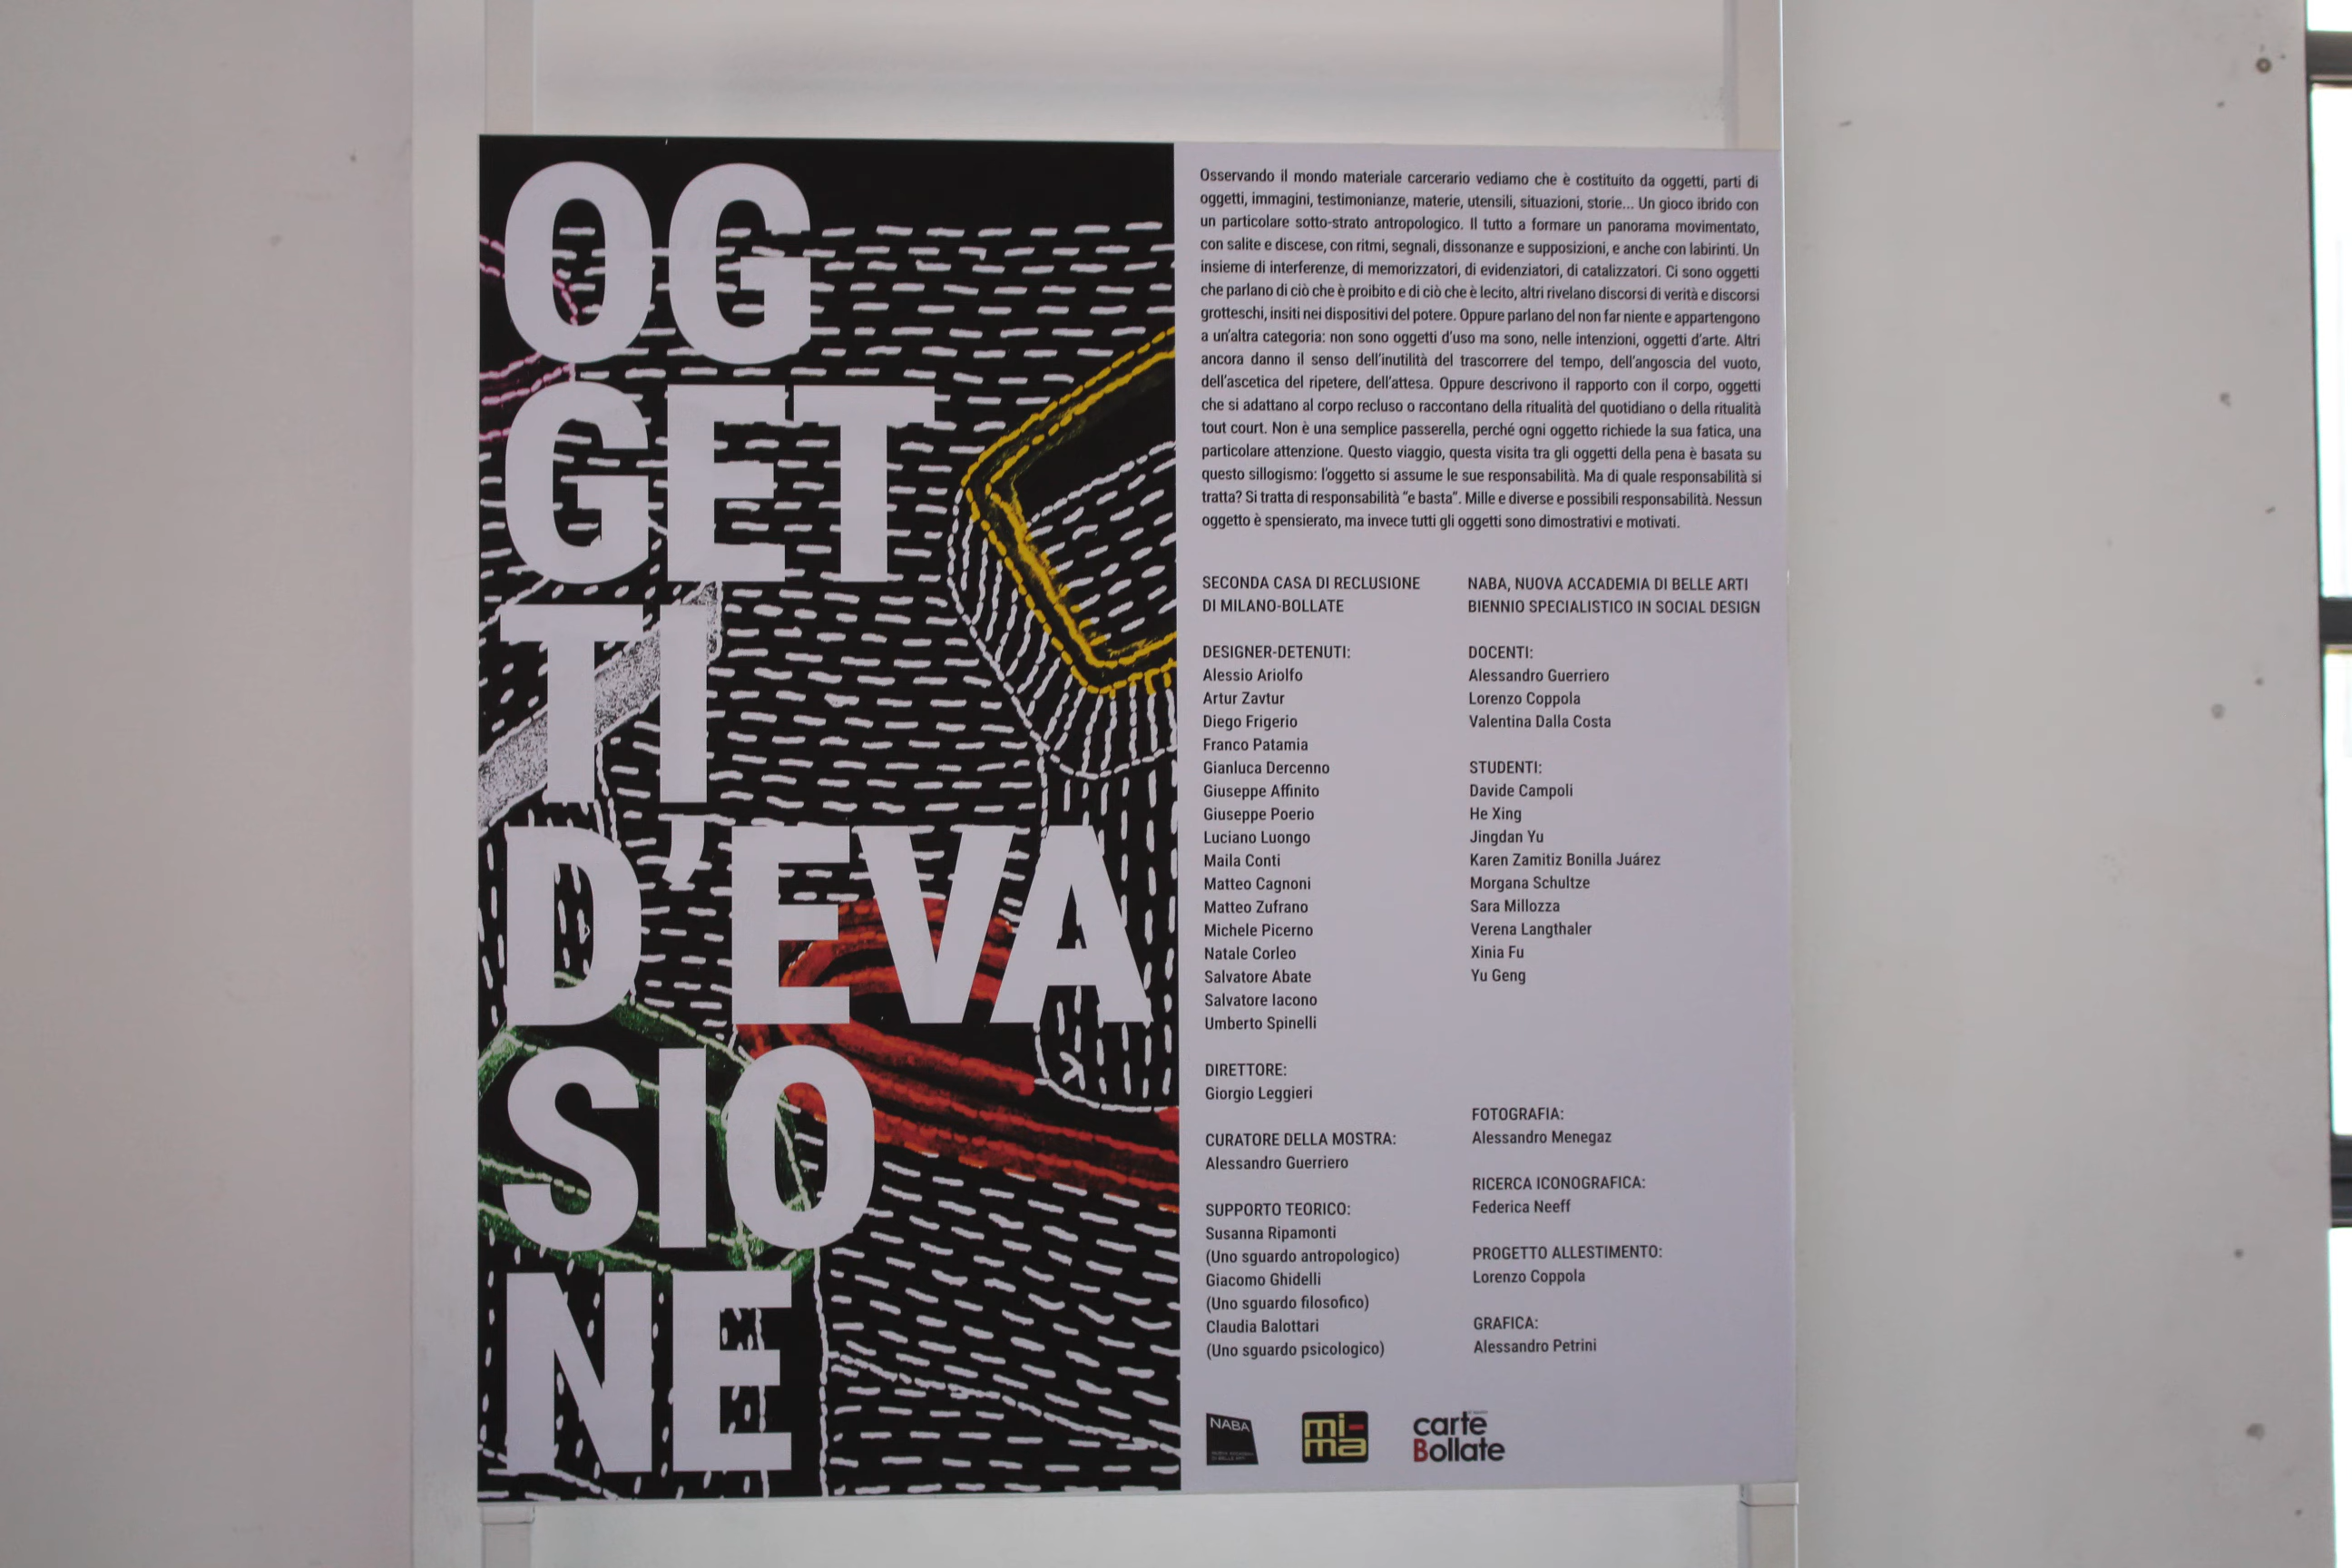 OG
GET
TI
D'EVA
SIO
NE
Osservando il mondo materiale carcerario vediamo che è costituito da oggetti, parti di
oggetti, immagini, testimonianze, materie, utensili, situazioni, storie... Un gioco ibrido con
un particolare sotto-strato antropologico. Il tutto a formare un panorama movimentato,
con salite e discese, con ritmi, segnali, dissonanze e supposizioni, e anche con labirinti. Un
insieme di interferenze, di memorizzatori, di evidenziatori, di catalizzatori. Ci sono oggetti
che parlano di ciò che è proibito e di ciò che è lecito, altri rivelano discorsi di verità e discorsi
grotteschi, insiti nei dispositivi del potere. Oppure parlano del non far niente e appartengono
a un'altra categoria: non sono oggetti d'uso ma sono, nelle intenzioni, oggetti d'arte. Altri
ancora danno il senso dell'inutilità del trascorrere del tempo, dell'angoscia del vuoto,
dell'ascetica del ripetere, dell'attesa. Oppure descrivono il rapporto con il corpo, oggetti
che si adattano al corpo recluso o raccontano della ritualità del quotidiano o della ritualità
tout court. Non è una semplice passerella, perché ogni oggetto richiede la sua fatica, una
particolare attenzione. Questo viaggio, questa visita tra gli oggetti della pena è basata su
questo sillogismo: l'oggetto si assume le sue responsabilità. Ma di quale responsabilità si
tratta? Si tratta di responsabilità “e basta”. Mille e diverse e possibili responsabilità. Nessun
oggetto è spensierato, ma invece tutti gli oggetti sono dimostrativi e motivati.
SECONDA CASA DI RECLUSIONE
DI MILANO-BOLLATE
DESIGNER-DETENUTI:
Alessio Ariolfo
Artur Zavtur
Diego Frigerio
Franco Patamia
Gianluca Dercenno
Giuseppe Affinito
Giuseppe Poerio
Luciano Luongo
Maila Conti
Matteo Cagnoni
Matteo Zufrano
Michele Picerno
Natale Corleo
Salvatore Abate
Salvatore Iacono
Umberto Spinelli
DIRETTORE:
Giorgio Leggieri
CURATORE DELLA MOSTRA:
Alessandro Guerriero
SUPPORTO TEORICO:
Susanna Ripamonti
(Uno sguardo antropologico)
Giacomo Ghidelli
(Uno sguardo filosofico)
Claudia Balottari
(Uno sguardo psicologico)
NABA, NUOVA ACCADEMIA DI BELLE ARTI
BIENNIO SPECIALISTICO IN SOCIAL DESIGN
DOCENTI:
Alessandro Guerriero
Lorenzo Coppola
Valentina Dalla Costa
STUDENTI:
Davide Campoli
He Xing
Jingdan Yu
Karen Zamitiz Bonilla Juárez
Morgana Schultze
Sara Millozza
Verena Langthaler
Xinia Fu
Yu Geng
FOTOGRAFIA:
Alessandro Menegaz
RICERCA ICONOGRAFICA:
Federica Neeff
PROGETTO ALLESTIMENTO:
Lorenzo Coppola
GRAFICA:
Alessandro Petrini
NABA
mi-
ma
carte
Bollate